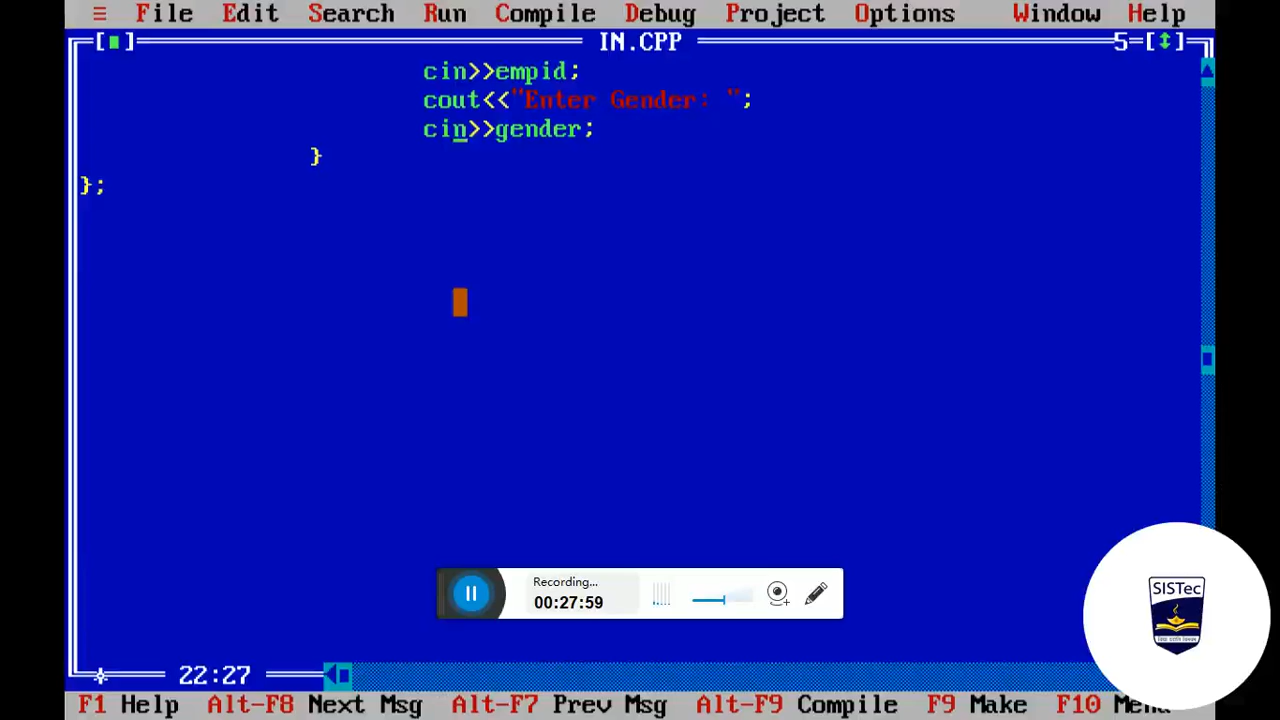 ≡ File Edit Search Run Compile Debug Project Options Window Help
[■] IN.CPP 5=[↕]
cin>>empid;
cout<<"Enter Gender: ";
cin>>gender;
}
};
Recording...
00:27:59
SISTec
22:27
F1 Help Alt-F8 Next Msg Alt-F7 Prev Msg Alt-F9 Compile F9 Make F10 Menu